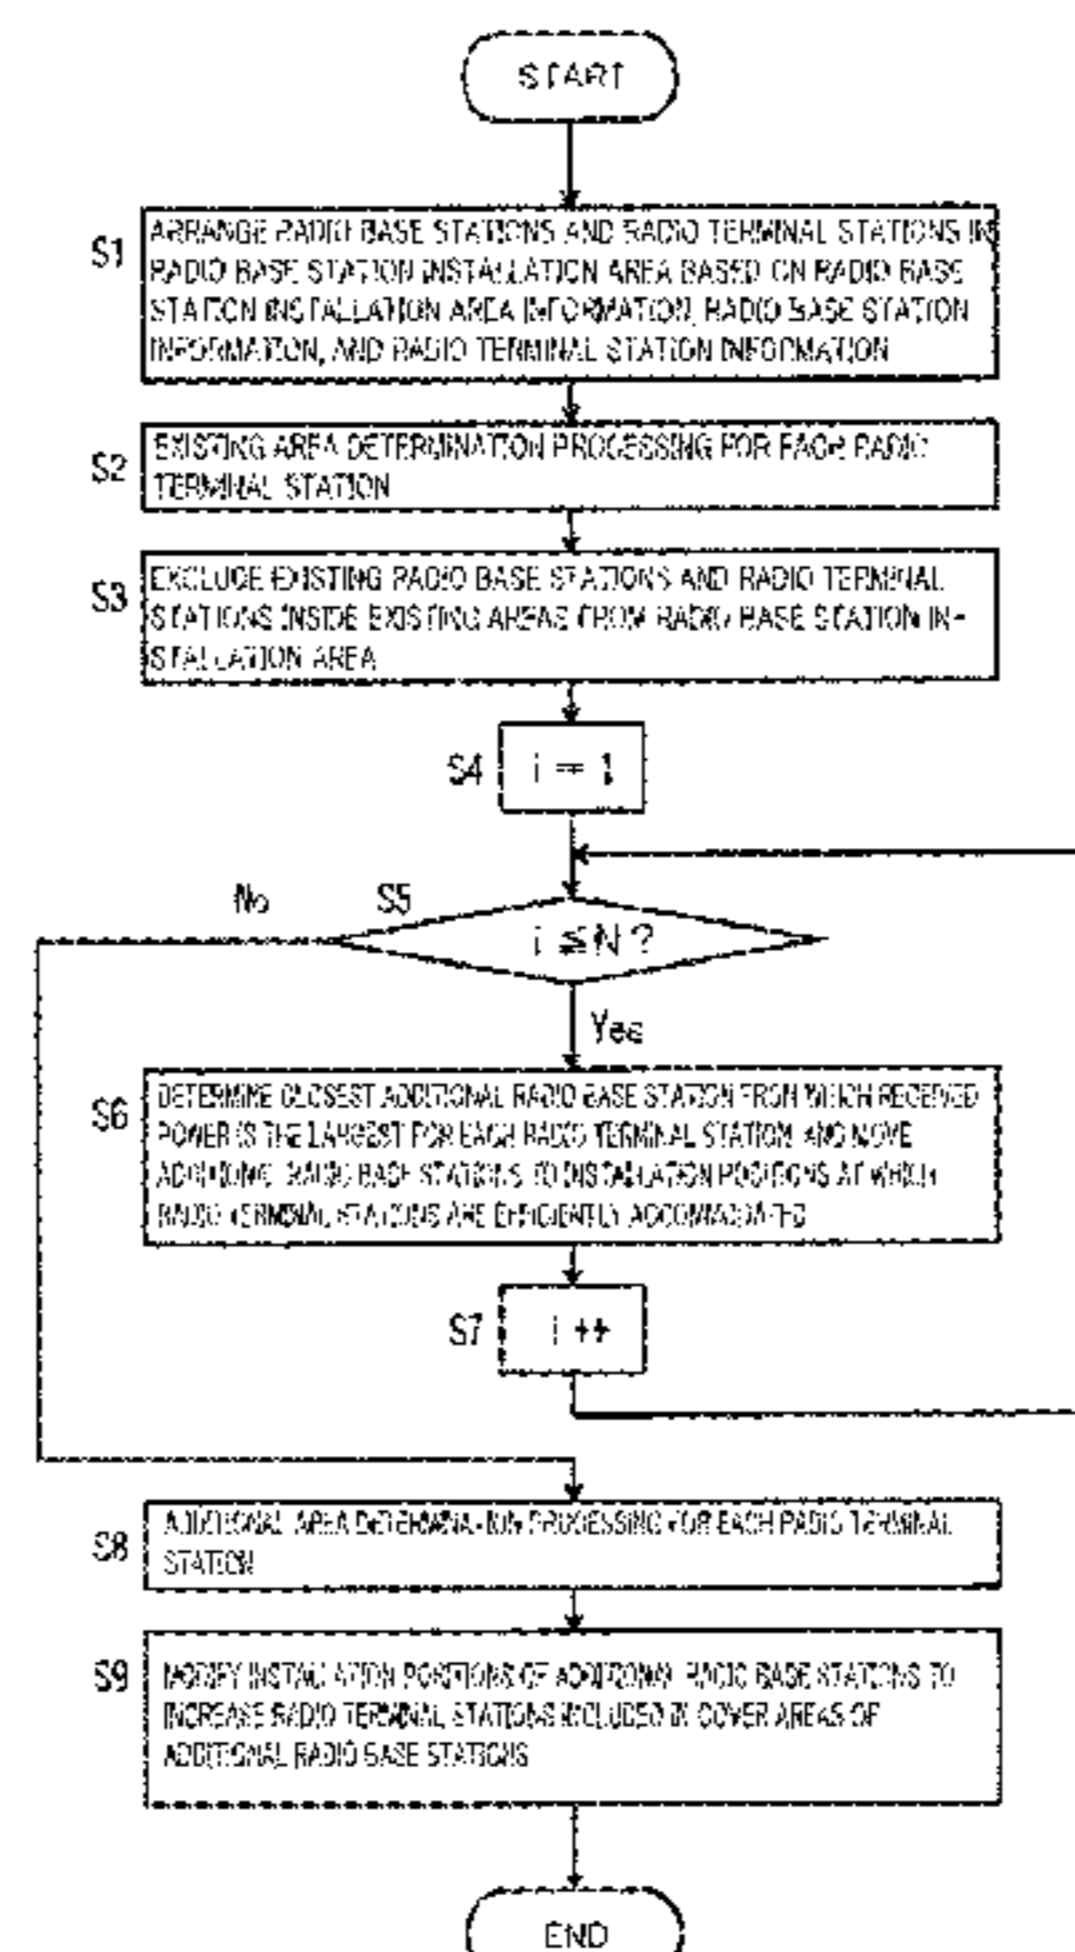 START
S1
ARRANGE RADIO BASE STATIONS AND RADIO TERMINAL STATIONS IN
RADIO BASE STATION INSTALLATION AREA BASED ON RADIO BASE
STATION INSTALLATION AREA INFORMATION, RADIO BASE STATION
INFORMATION, AND RADIO TERMINAL STATION INFORMATION
S2
EXISTING AREA DETERMINATION PROCESSING FOR EACH RADIO
TERMINAL STATION
S3
EXCLUDE EXISTING RADIO BASE STATIONS AND RADIO TERMINAL
STATIONS INSIDE EXISTING AREAS FROM RADIO BASE STATION IN-
STALLATION AREA
S4
i = 1
No
S5
i ≦ N ?
Yes
S6
DETERMINE CLOSEST ADDITIONAL RADIO BASE STATION FROM WHICH RECEIVED
POWER IS THE LARGEST FOR EACH RADIO TERMINAL STATION AND MOVE
ADDITIONAL RADIO BASE STATIONS TO INSTALLATION POSITIONS AT WHICH
RADIO TERMINAL STATIONS ARE EFFICIENTLY ACCOMMODATED
S7
i ++
S8
ADDITIONAL AREA DETERMINATION PROCESSING FOR EACH RADIO TERMINAL
STATION
S9
MODIFY INSTALLATION POSITIONS OF ADDITIONAL RADIO BASE STATIONS TO
INCREASE RADIO TERMINAL STATIONS INCLUDED IN COVER AREAS OF
ADDITIONAL RADIO BASE STATIONS
END